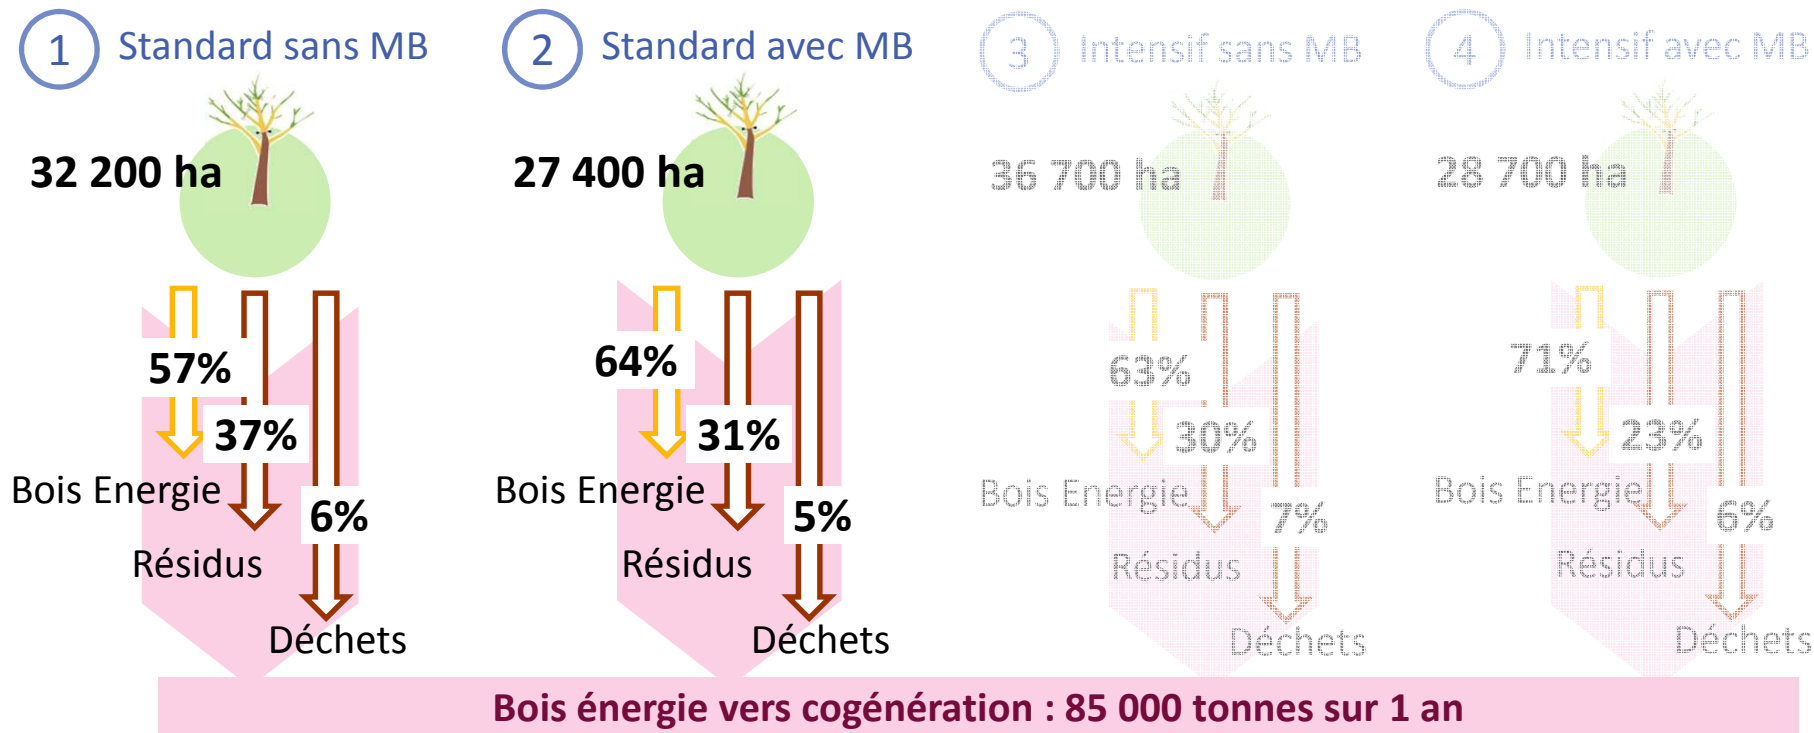 1 Standard sans MB
32 200 ha
57%
37%
6%
Bois Energie
Résidus
Déchets
2 Standard avec MB
27 400 ha
64%
31%
5%
Bois Energie
Résidus
Déchets
3 Intensif sans MB
36 700 ha
63%
30%
7%
Bois Energie
Résidus
Déchets
4 Intensif avec MB
28 700 ha
71%
23%
6%
Bois Energie
Résidus
Déchets
Bois énergie vers cogénération : 85 000 tonnes sur 1 an